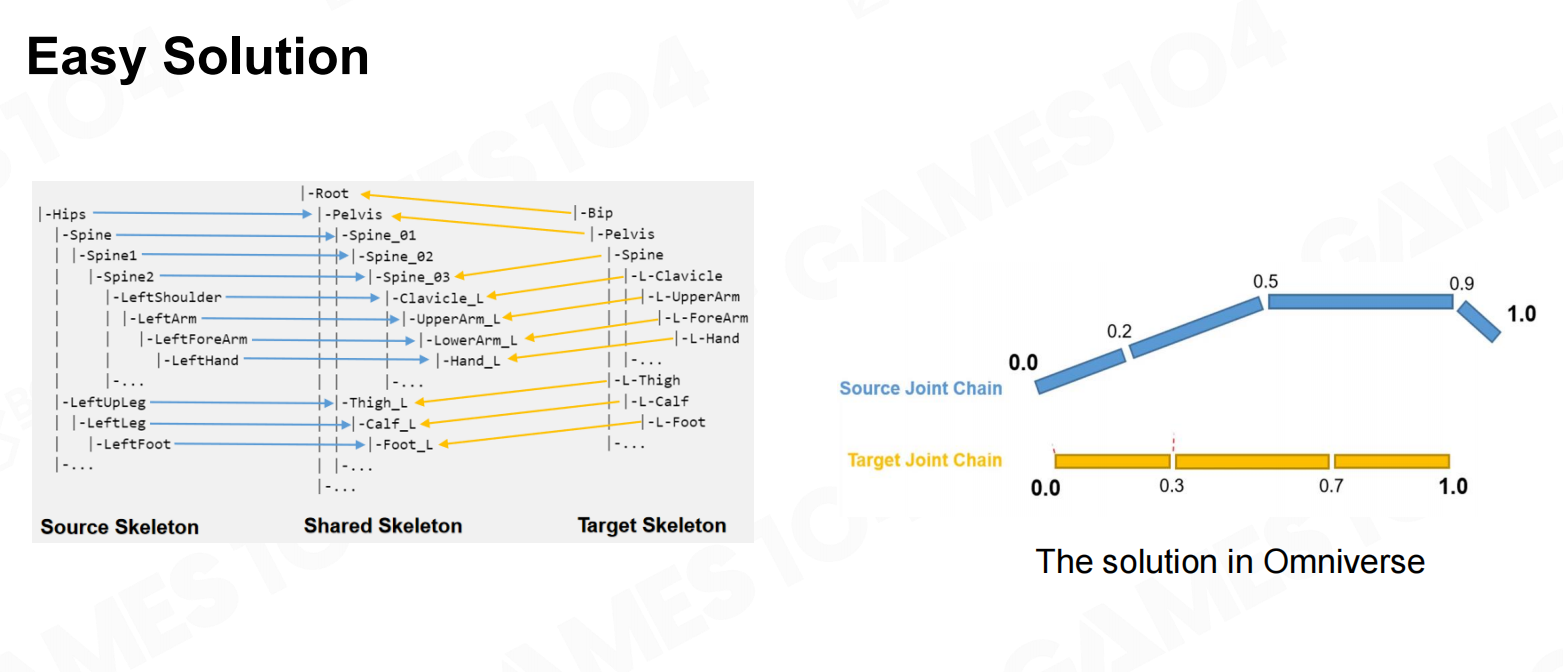 Easy Solution
|-Root
|-Hips
|-Pelvis
|-Bip
|-Spine
|-Spine_01
|-Pelvis
|-Spine1
|-Spine_02
|-Spine
|-Spine2
|-Spine_03
|-L-Clavicle
|-LeftShoulder
|-Clavicle_L
|-L-UpperArm
|-LeftArm
|-UpperArm_L
|-L-ForeArm
|-LeftForeArm
|-LowerArm_L
|-L-Hand
|-LeftHand
|-Hand_L
|-...
|-...
|-...
|-L-Thigh
|-LeftUpLeg
|-Thigh_L
|-L-Calf
|-LeftLeg
|-Calf_L
|-L-Foot
|-LeftFoot
|-Foot_L
|-...
|-...
|-...
|-...
Source Skeleton
Shared Skeleton
Target Skeleton
0.0
0.2
0.5
0.9
1.0
Source Joint Chain
Target Joint Chain
0.0
0.3
0.7
1.0
The solution in Omniverse
GAMES104